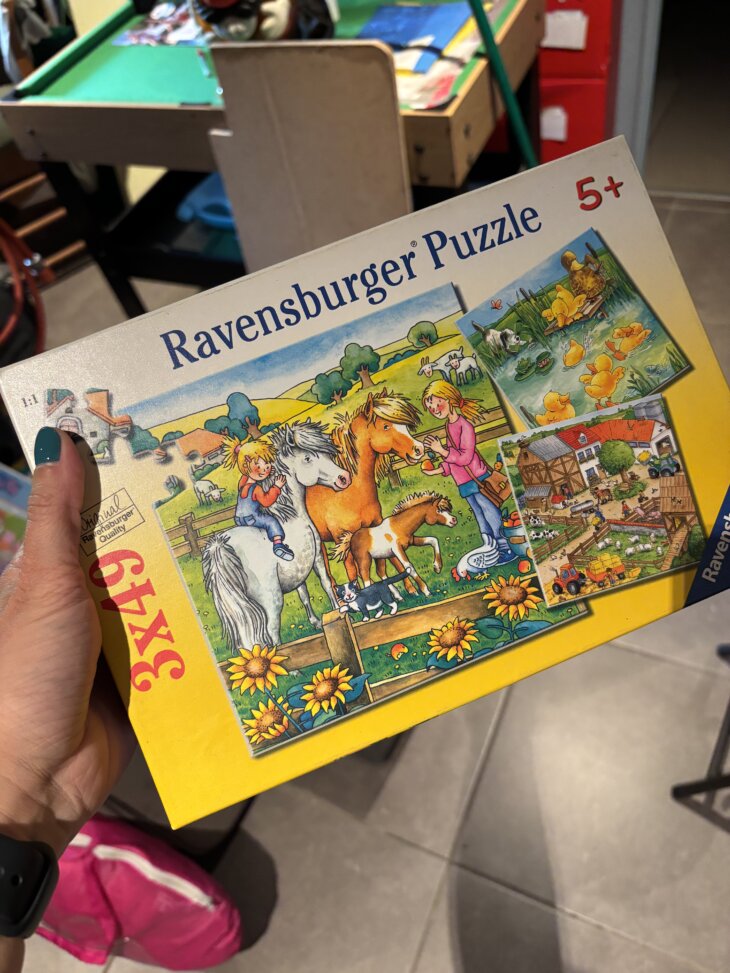 Ravensburger® Puzzle
5+
1:1
Original
Ravensburger
Quality
3x49
Ravensb